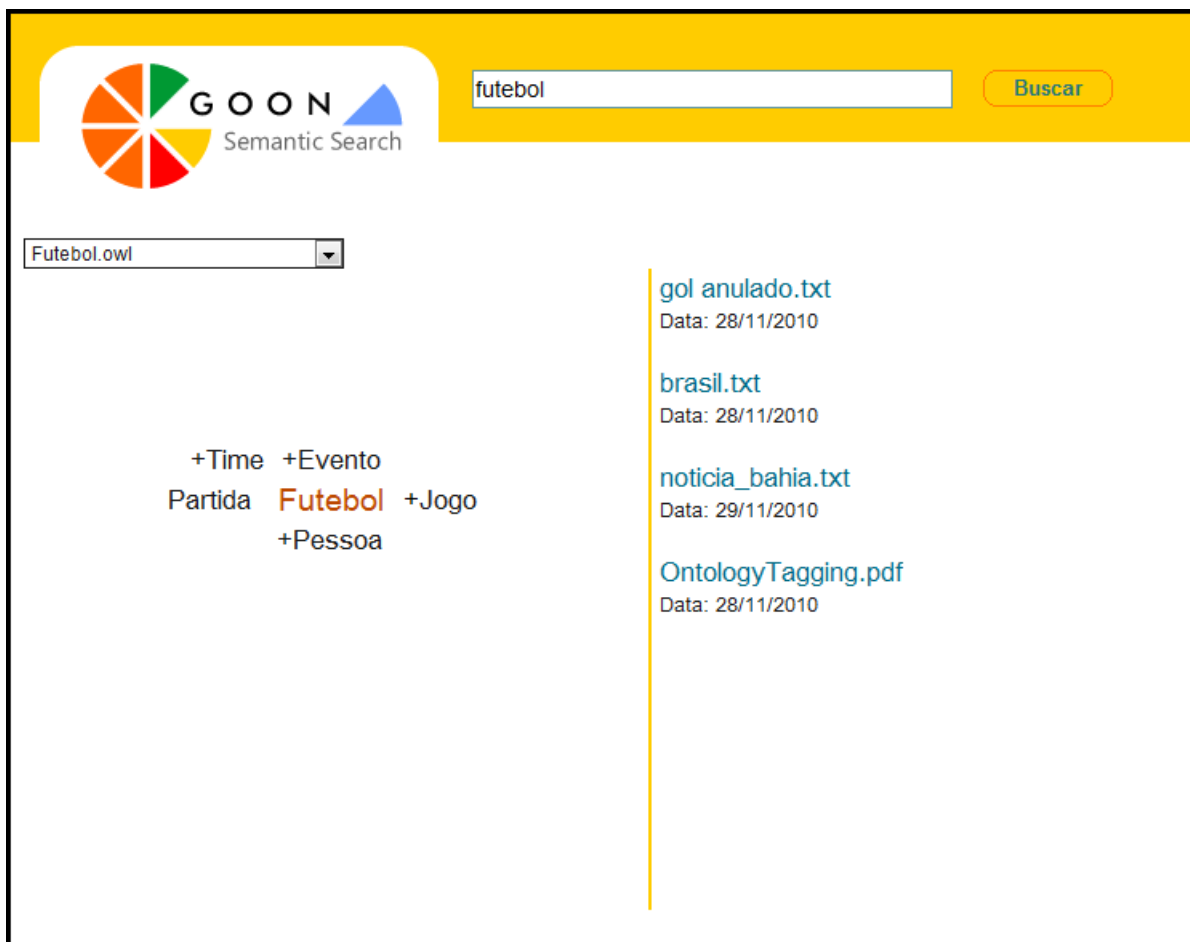 GOON
Semantic Search
futebol
Buscar
Futebol.owl
+Time +Evento
Partida Futebol +Jogo
+Pessoa
gol anulado.txt
Data: 28/11/2010
brasil.txt
Data: 28/11/2010
noticia_bahia.txt
Data: 29/11/2010
OntologyTagging.pdf
Data: 28/11/2010